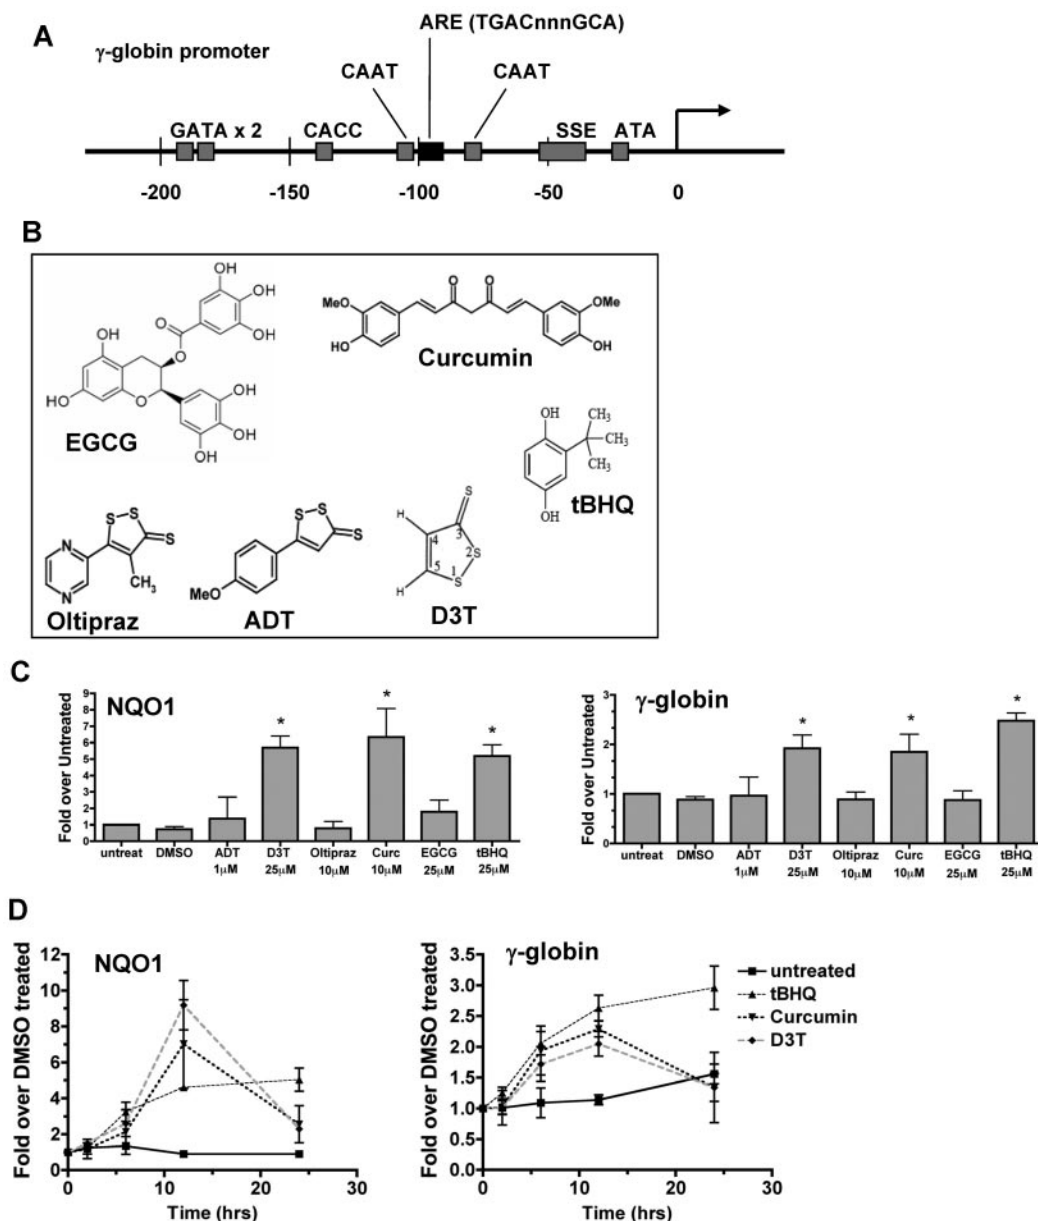 A
γ-globin promoter
ARE (TGACnnnGCA)
CAAT
CAAT
GATA x 2
CACC
SSE
ATA
-200
-150
-100
-50
0
B
OH
OH
OH
O
OH
O
HO
O
OH
OH
OH
EGCG
O
O
MeO
OMe
HO
OH
Curcumin
OH
CH₃
CH₃
CH₃
OH
tBHQ
S
S
S
N
N
CH₃
Oltipraz
S
S
S
MeO
ADT
S
H
3
4
2
S
5
1
S
H
D3T
C
NQO1
Fold over Untreated
9
8
7
6
5
4
3
2
1
0
*
*
*
untreat
DMSO
ADT
D3T
Oltipraz
Curc
EGCG
tBHQ
1μM
25μM
10μM
10μM
25μM
25μM
γ-globin
Fold over Untreated
3
2
1
0
*
*
*
untreat
DMSO
ADT
D3T
Oltipraz
Curc
EGCG
tBHQ
1μM
25μM
10μM
10μM
25μM
25μM
D
NQO1
Fold over DMSO treated
12
10
8
6
4
2
0
0
10
20
30
Time (hrs)
γ-globin
Fold over DMSO treated
3.5
3.0
2.5
2.0
1.5
1.0
0.5
0.0
0
10
20
30
Time (hrs)
untreated
tBHQ
Curcumin
D3T